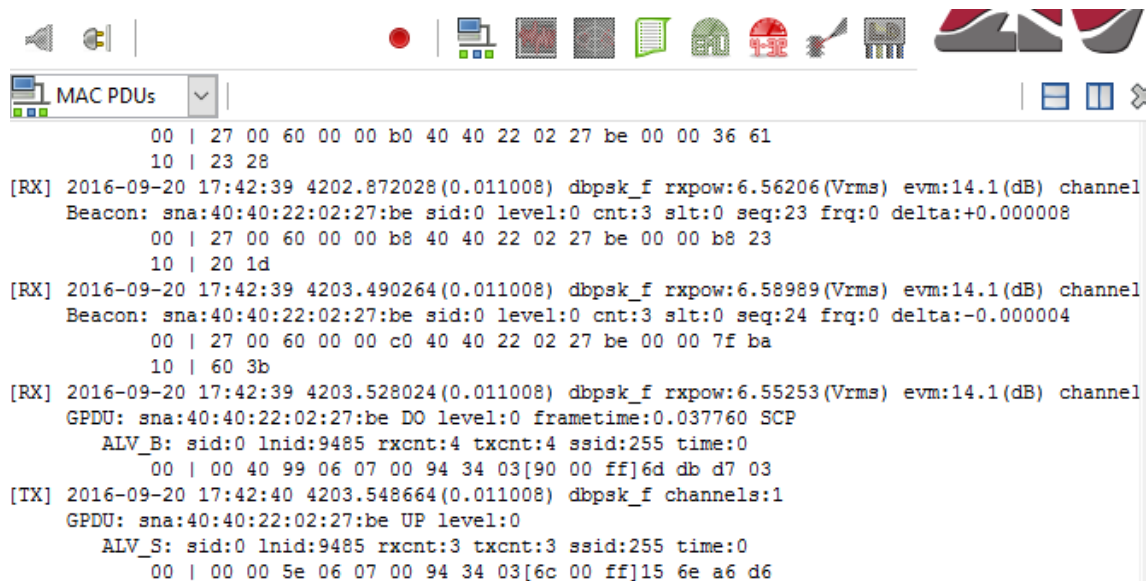 EMU 4-32 LD
MAC PDUs
00 | 27 00 60 00 00 b0 40 40 22 02 27 be 00 00 36 61
10 | 23 28
[RX] 2016-09-20 17:42:39 4202.872028(0.011008) dbpsk_f rxpow:6.56206(Vrms) evm:14.1(dB) channel
Beacon: sna:40:40:22:02:27:be sid:0 level:0 cnt:3 slt:0 seq:23 frq:0 delta:+0.000008
00 | 27 00 60 00 00 b8 40 40 22 02 27 be 00 00 b8 23
10 | 20 1d
[RX] 2016-09-20 17:42:39 4203.490264(0.011008) dbpsk_f rxpow:6.58989(Vrms) evm:14.1(dB) channel
Beacon: sna:40:40:22:02:27:be sid:0 level:0 cnt:3 slt:0 seq:24 frq:0 delta:-0.000004
00 | 27 00 60 00 00 c0 40 40 22 02 27 be 00 00 7f ba
10 | 60 3b
[RX] 2016-09-20 17:42:39 4203.528024(0.011008) dbpsk_f rxpow:6.55253(Vrms) evm:14.1(dB) channel
GPDU: sna:40:40:22:02:27:be DO level:0 frametime:0.037760 SCP
ALV_B: sid:0 lnid:9485 rxcnt:4 txcnt:4 ssid:255 time:0
00 | 00 40 99 06 07 00 94 34 03[90 00 ff]6d db d7 03
[TX] 2016-09-20 17:42:40 4203.548664(0.011008) dbpsk_f channels:1
GPDU: sna:40:40:22:02:27:be UP level:0
ALV_S: sid:0 lnid:9485 rxcnt:3 txcnt:3 ssid:255 time:0
00 | 00 00 5e 06 07 00 94 34 03[6c 00 ff]15 6e a6 d6